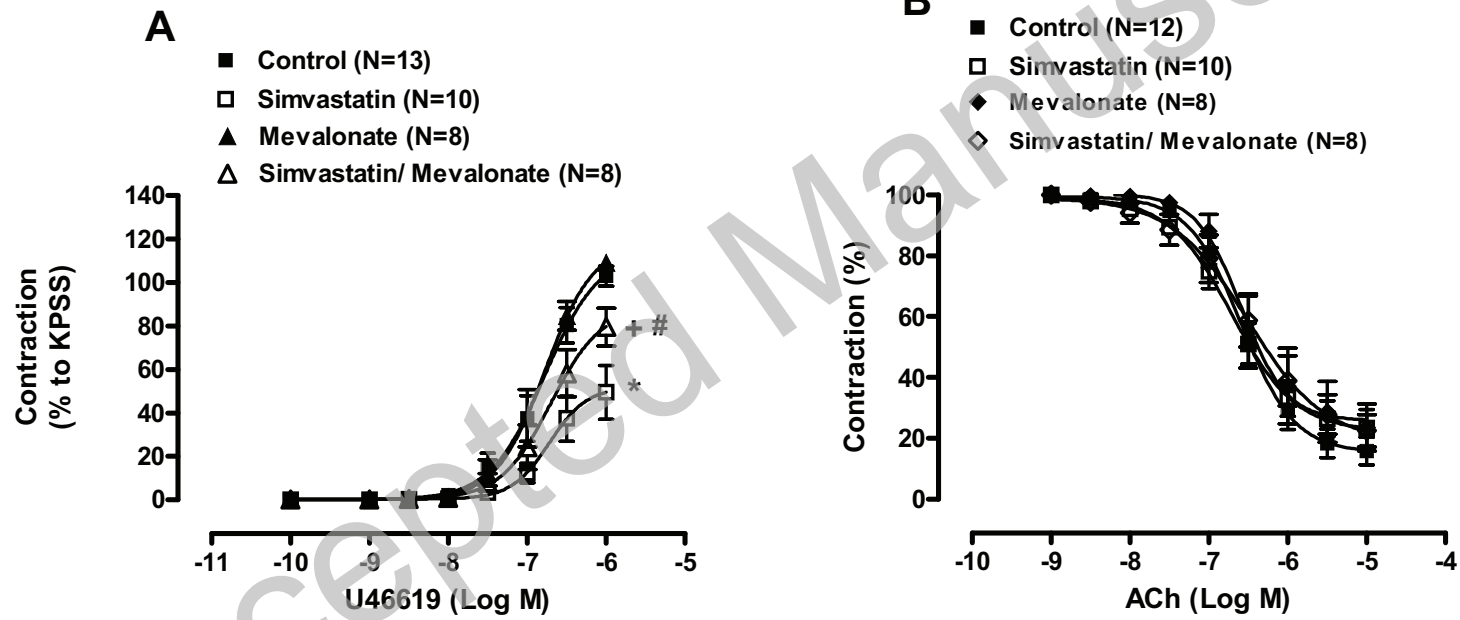 A
Control (N=13)
Simvastatin (N=10)
Mevalonate (N=8)
Simvastatin/ Mevalonate (N=8)
Contraction
(% to KPSS)
140
120
100
80
60
40
20
0
+ #
*
-11 -10 -9 -8 -7 -6 -5
U46619 (Log M)
B
Control (N=12)
Simvastatin (N=10)
Mevalonate (N=8)
Simvastatin/ Mevalonate (N=8)
Contraction (%)
100
80
60
40
20
0
-10 -9 -8 -7 -6 -5 -4
ACh (Log M)
cepted Manus